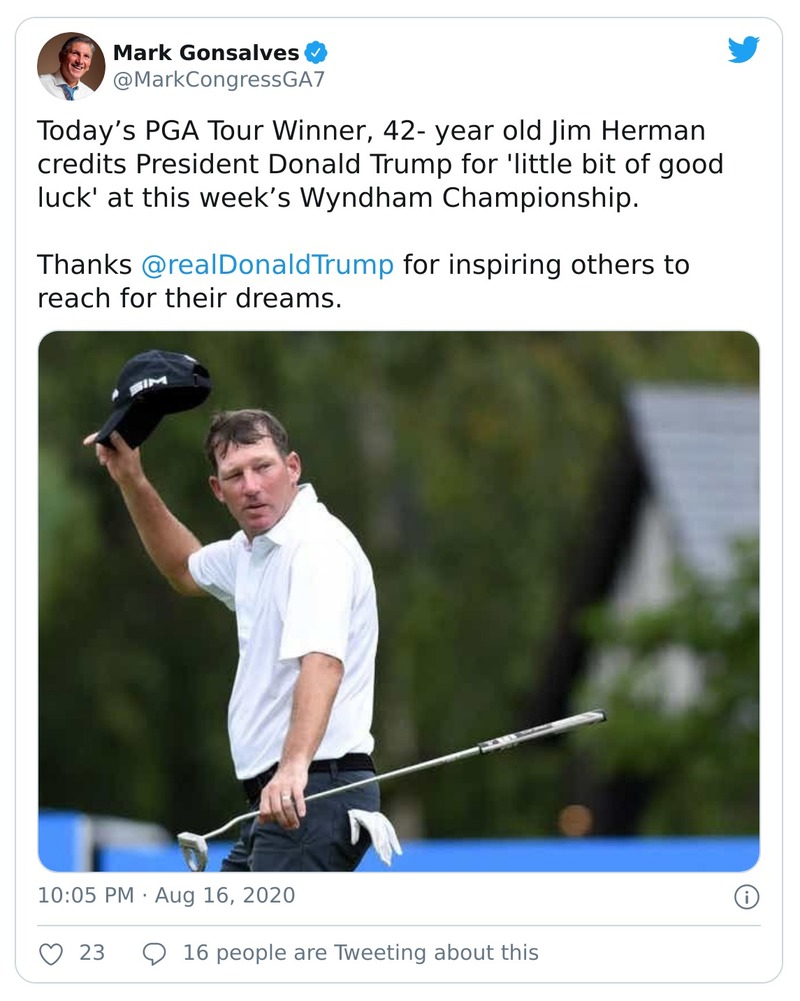 Mark Gonsalves
@MarkCongressGA7
Today’s PGA Tour Winner, 42- year old Jim Herman
credits President Donald Trump for 'little bit of good
luck' at this week’s Wyndham Championship.
Thanks @realDonaldTrump for inspiring others to
reach for their dreams.
SIM
10:05 PM · Aug 16, 2020
23
16 people are Tweeting about this